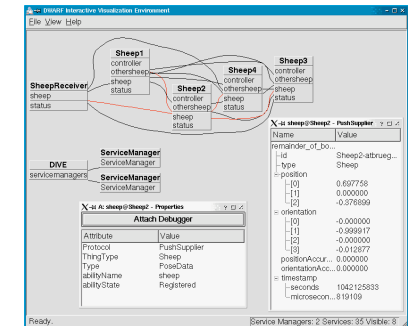 DWARF Interactive Visualization Environment
File View Help
Sheep1
controller
othersheep
sheep
status
Sheep3
controller
othersheep
sheep
status
Sheep4
controller
othersheep
sheep
status
SheepReceiver
sheep
status
Sheep2
controller
othersheep
sheep
status
ServiceManager
ServiceManager
DIVE
servicemanagers
ServiceManager
ServiceManager
A: sheep@Sheep2 - Properties
Attach Debugger
Attribute Value
Protocol PushSupplier
ThingType Sheep
Type PoseData
abilityName sheep
abilityState Registered
sheep@Sheep2 - PushSupplier
Name Value
remainder_of_bo...
id Sheep2-atbrueg...
type Sheep
position
[0] 0.697758
[1] 0.000000
[2] -0.376899
orientation
[0] -0.000000
[1] -0.999917
[2] -0.000000
[3] -0.012877
positionAccur... 0.000000
orientationAcc... 0.000000
timestamp
seconds 1042125833
microsecon... 819109
Ready.
Service Managers: 2 Services: 35 Visible: 8